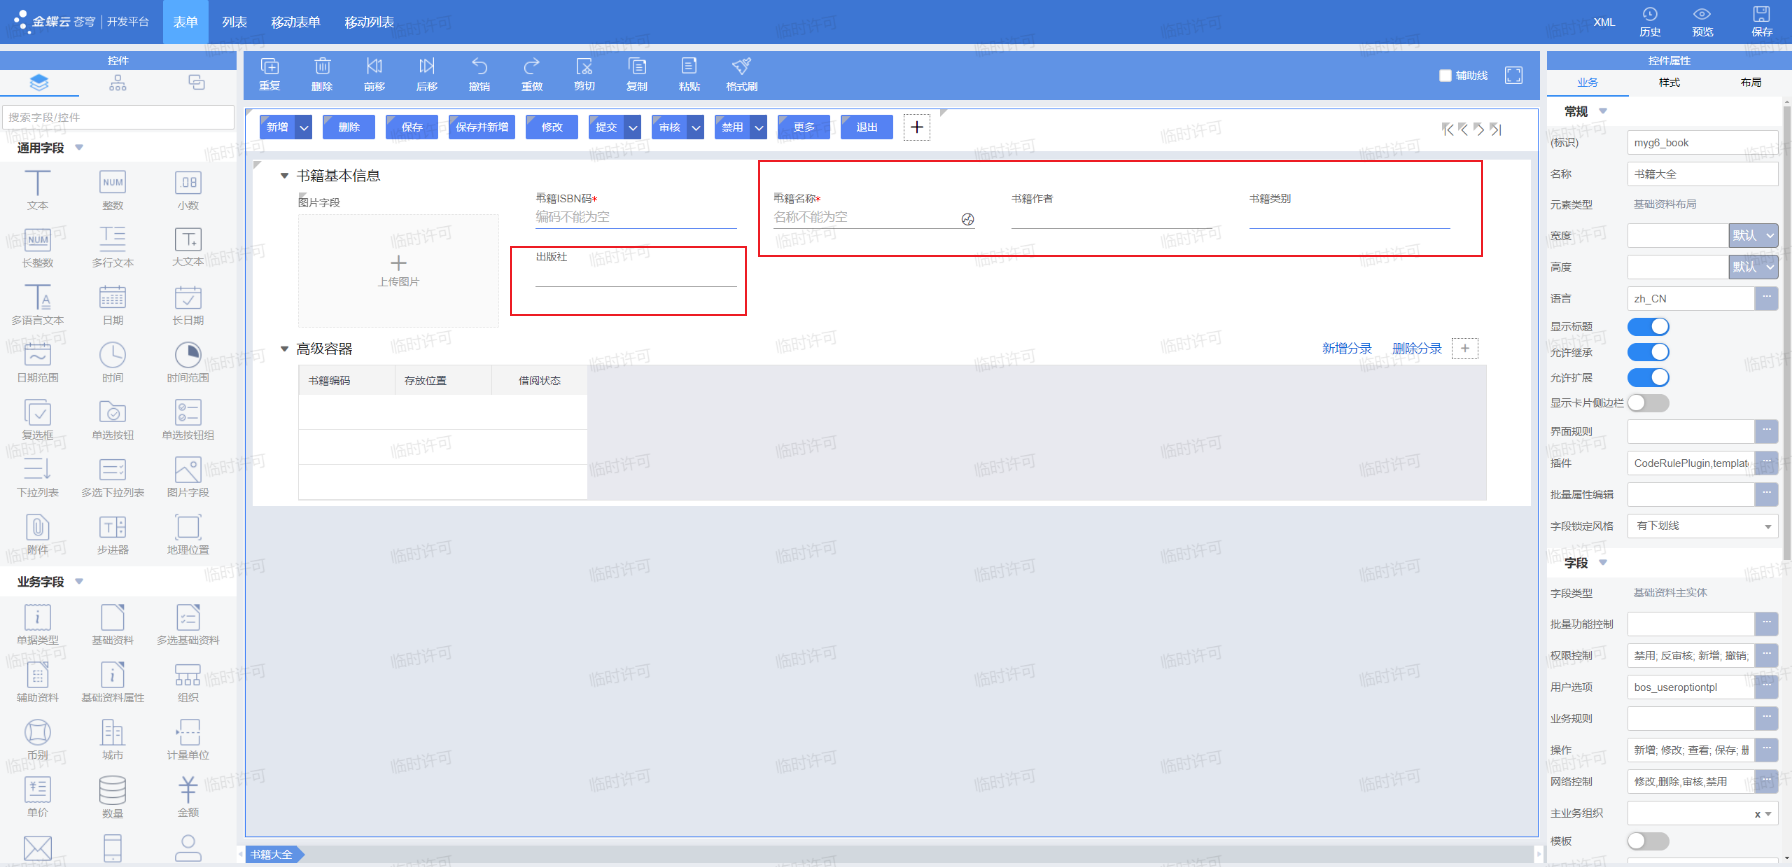 金蝶云 苍穹 | 开发平台
表单
列表
移动表单
移动列表
XML
历史
预览
保存
控件
搜索字段/控件
通用字段
文本
整数
小数
长整数
多行文本
大文本
多语言文本
日期
长日期
日期范围
时间
时间范围
复选框
单选按钮
单选按钮组
下拉列表
多选下拉列表
图片字段
附件
步进器
地理位置
业务字段
单据类型
基础资料
多选基础资料
辅助资料
基础资料属性
组织
币别
城市
计量单位
单价
数量
金额
重复
删除
前移
后移
撤销
重做
剪切
复制
粘贴
格式刷
辅助线
新增
删除
保存
保存并新增
修改
提交
审核
禁用
更多
退出
书籍基本信息
图片字段
上传图片
书籍ISBN码*
编码不能为空
书籍名称*
名称不能为空
书籍作者
书籍类别
出版社
高级容器
新增分录
删除分录
书籍编码
存放位置
借阅状态
书籍大全
控件属性
业务
样式
布局
常规
(标识)
myg6_book
名称
书籍大全
元素类型
基础资料布局
宽度
默认
高度
默认
语言
zh_CN
显示标题
允许继承
允许扩展
显示卡片侧边栏
界面规则
插件
CodeRulePlugin,templat
批量属性编辑
字段锁定风格
有下划线
字段
字段类型
基础资料主实体
批量功能控制
权限控制
禁用; 反审核; 新增; 撤销;
用户选项
bos_useroptiontpl
业务规则
操作
新增; 修改; 查看; 保存; 删
网络控制
修改,删除,审核,禁用
主业务组织
x
模板
临时许可